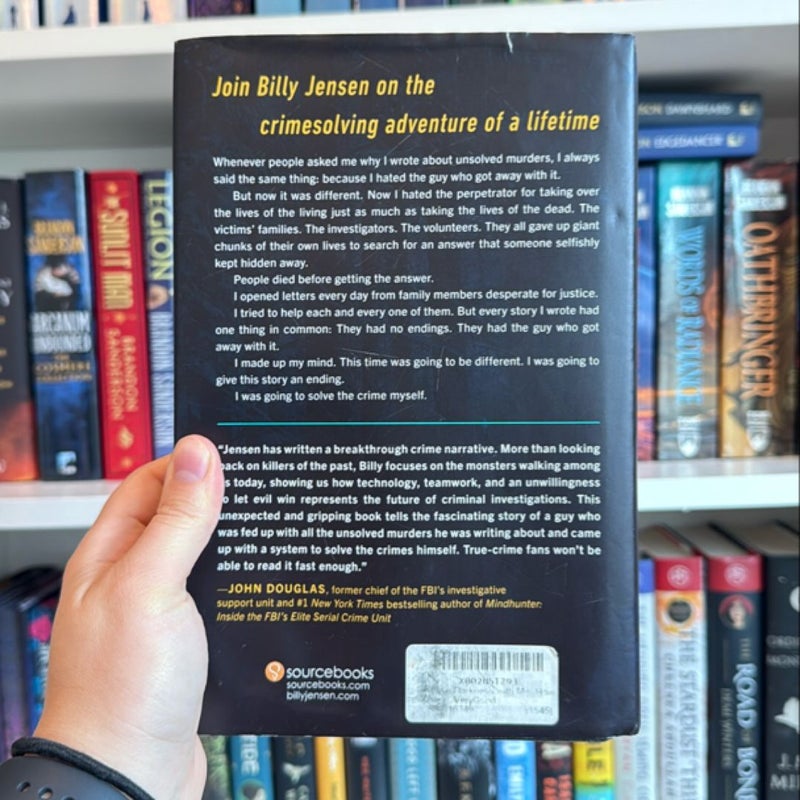 Join Billy Jensen on the
crimesolving adventure of a lifetime
Whenever people asked me why I wrote about unsolved murders, I always
said the same thing: because I hated the guy who got away with it.
But now it was different. Now I hated the perpetrator for taking over
the lives of the living just as much as taking the lives of the dead. The
victims' families. The investigators. The volunteers. They all gave up giant
chunks of their own lives to search for an answer that someone selfishly
kept hidden away.
People died before getting the answer.
I opened letters every day from family members desperate for justice.
I tried to help each and every one of them. But every story I wrote had
one thing in common: They had no endings. They had the guy who got
away with it.
I made up my mind. This time was going to be different. I was going to
give this story an ending.
I was going to solve the crime myself.
"Jensen has written a breakthrough crime narrative. More than looking
back on killers of the past, Billy focuses on the monsters walking among
us today, showing us how technology, teamwork, and an unwillingness
to let evil win represents the future of criminal investigations. This
unexpected and gripping book tells the fascinating story of a guy who
was fed up with all the unsolved murders he was writing about and came
up with a system to solve the crimes himself. True-crime fans won't be
able to read it fast enough."
—JOHN DOUGLAS, former chief of the FBI's investigative
support unit and #1 New York Times bestselling author of Mindhunter:
Inside the FBI's Elite Serial Crime Unit
sourcebooks
sourcebooks.com
billyjensen.com
BRANDON
SANDERSON
ARCANUM
UNBOUNDED
SUNLIT MAN
BRANDON
SANDERSON
LEGION
BRANDON SANDERSON
EDGEDANCER
WORDS OF RADIANCE
OATHBRINGER
THE STARDUST THIEF
THE ROAD OF BONES